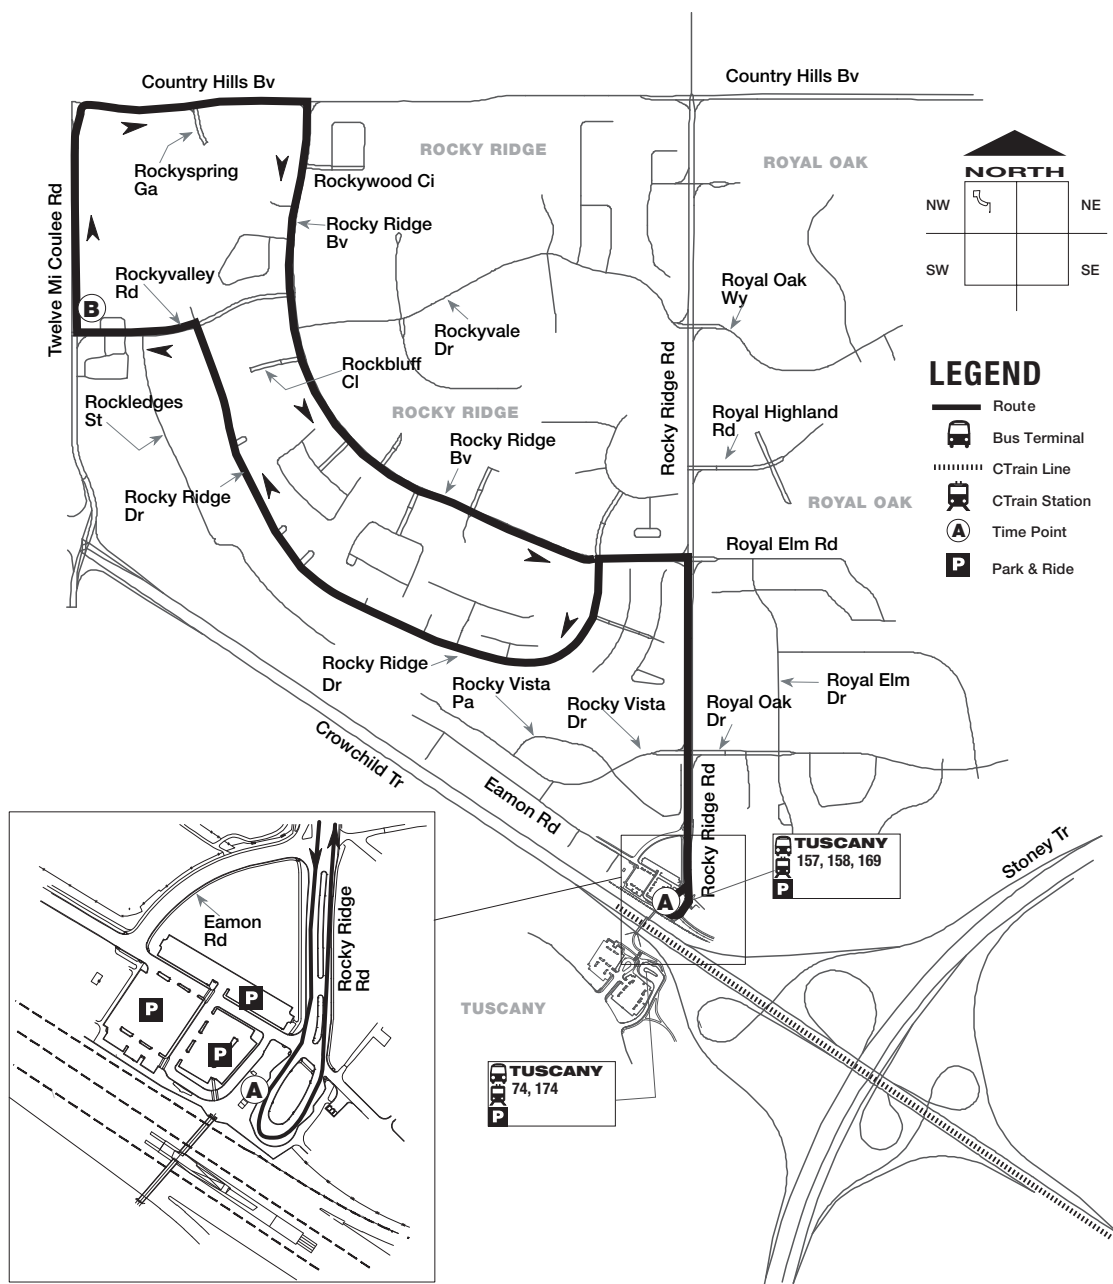 Country Hills Bv
Country Hills Bv
ROCKY RIDGE
ROYAL OAK
NORTH
NW
NE
SW
SE
Rockyspring
Ga
Rockywood Ci
Twelve Mi Coulee Rd
Rocky Ridge
Bv
Rockyvalley
Rd
B
Royal Oak
Wy
Rockyvale
Dr
Rocky Ridge Rd
Rockbluff
Cl
Rockledges
St
ROCKY RIDGE
Royal Highland
Rd
Rocky Ridge
Bv
Rocky Ridge
Dr
ROYAL OAK
LEGEND
Route
Bus Terminal
CTrain Line
CTrain Station
A
Time Point
P
Park & Ride
Royal Elm Rd
Rocky Ridge
Dr
Rocky Vista
Pa
Rocky Vista
Dr
Royal Oak
Dr
Royal Elm
Dr
Crowchild Tr
Eamon Rd
Rocky Ridge Rd
TUSCANY
157, 158, 169
P
Stoney Tr
A
TUSCANY
TUSCANY
74, 174
P
Eamon
Rd
Rocky Ridge
Rd
P
P
P
A